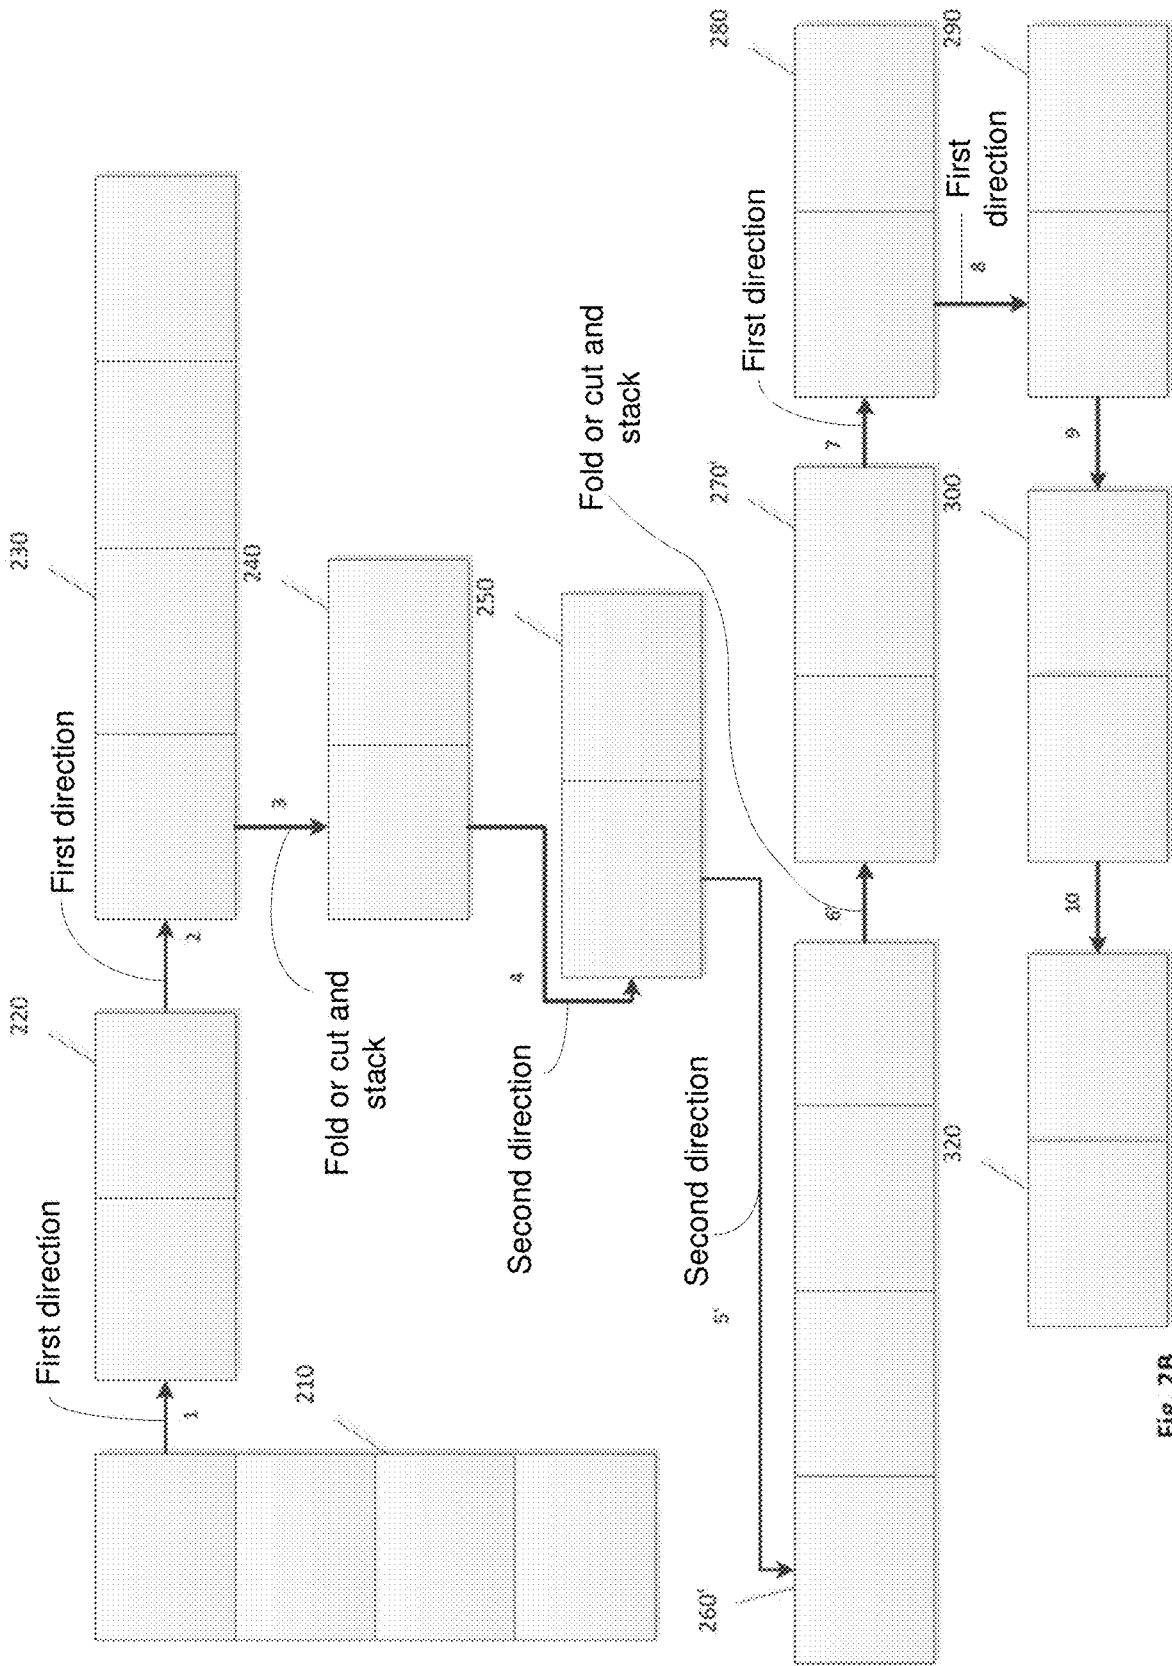 210
1
First direction
220
2
First direction
230
3
Fold or cut and
stack
240
4
Second direction
250
5'
Second direction
260'
6'
Fold or cut and
stack
270'
7
First direction
280
8
First
direction
290
9
300
10
320
Fig. 2B